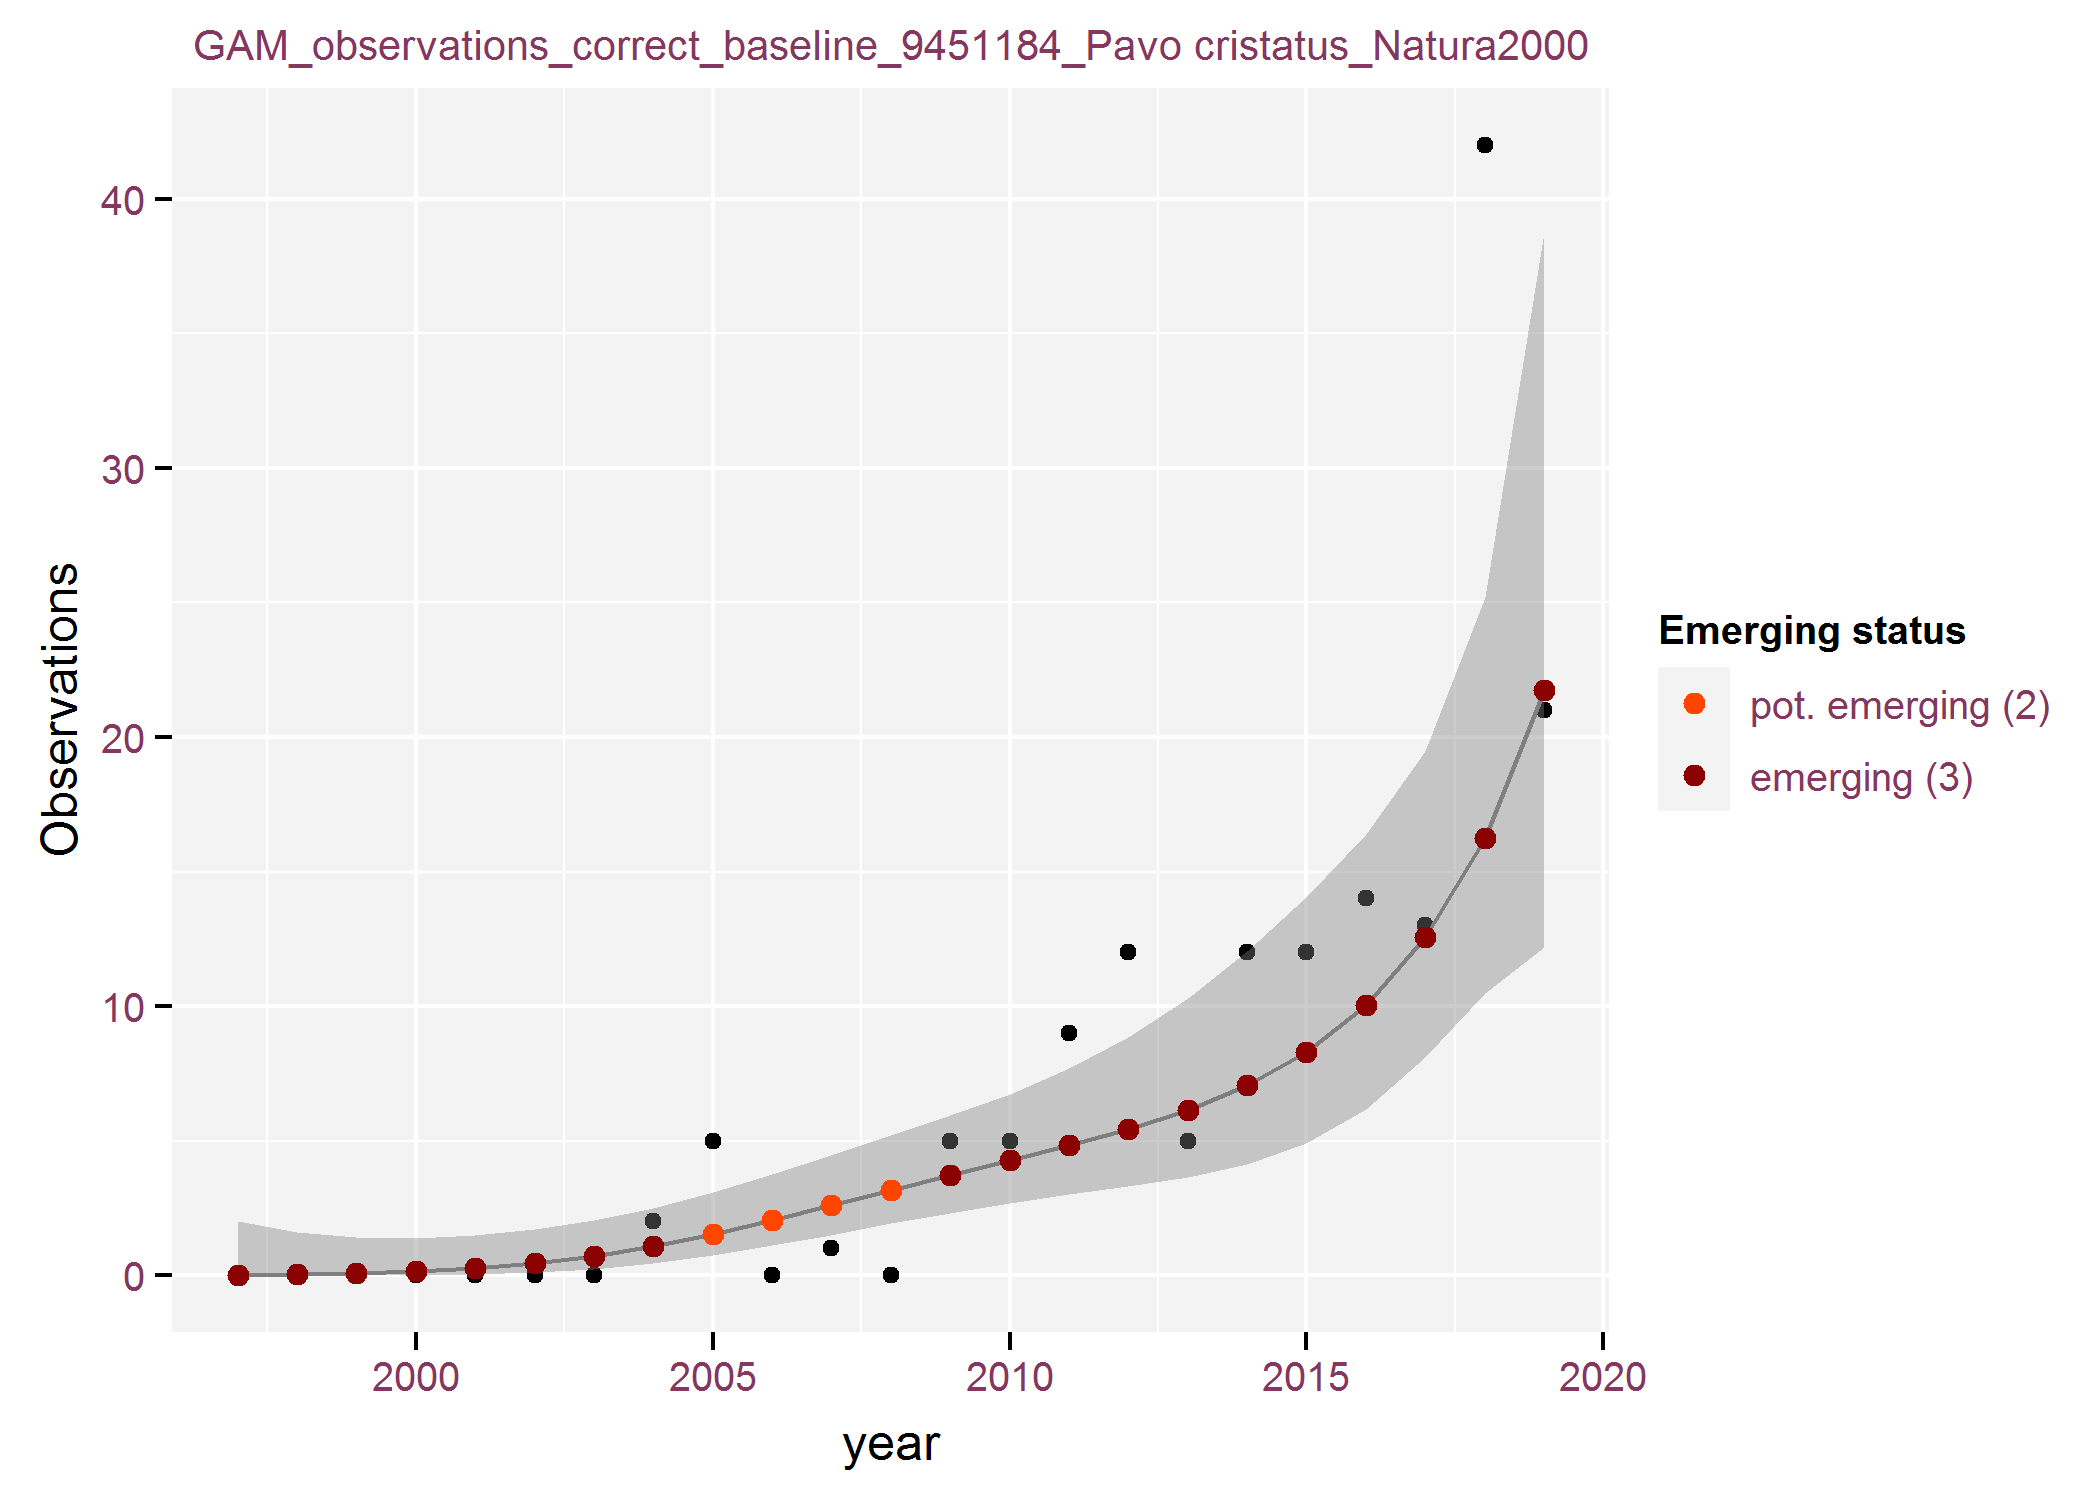 GAM_observations_correct_baseline_9451184_Pavo cristatus_Natura2000
40
30
20
10
0
Observations
2000 2005 2010 2015 2020
year
Emerging status
pot. emerging (2)
emerging (3)